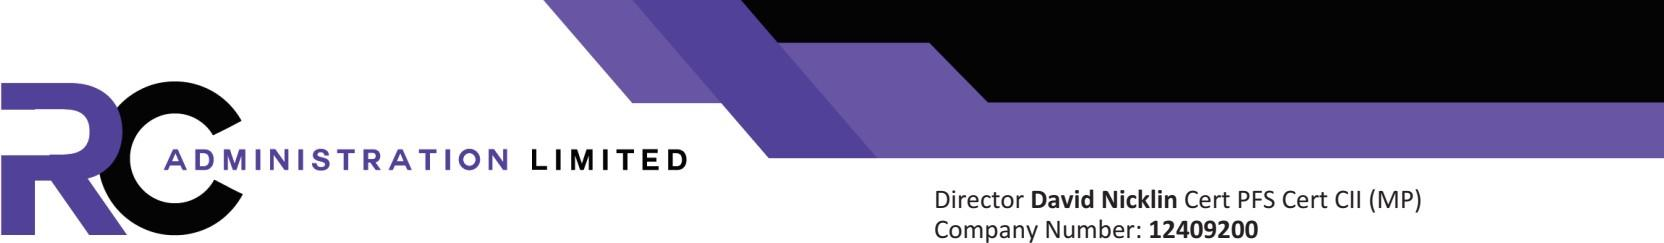 RC
ADMINISTRATION LIMITED
Director David Nicklin Cert PFS Cert CII (MP)
Company Number: 12409200